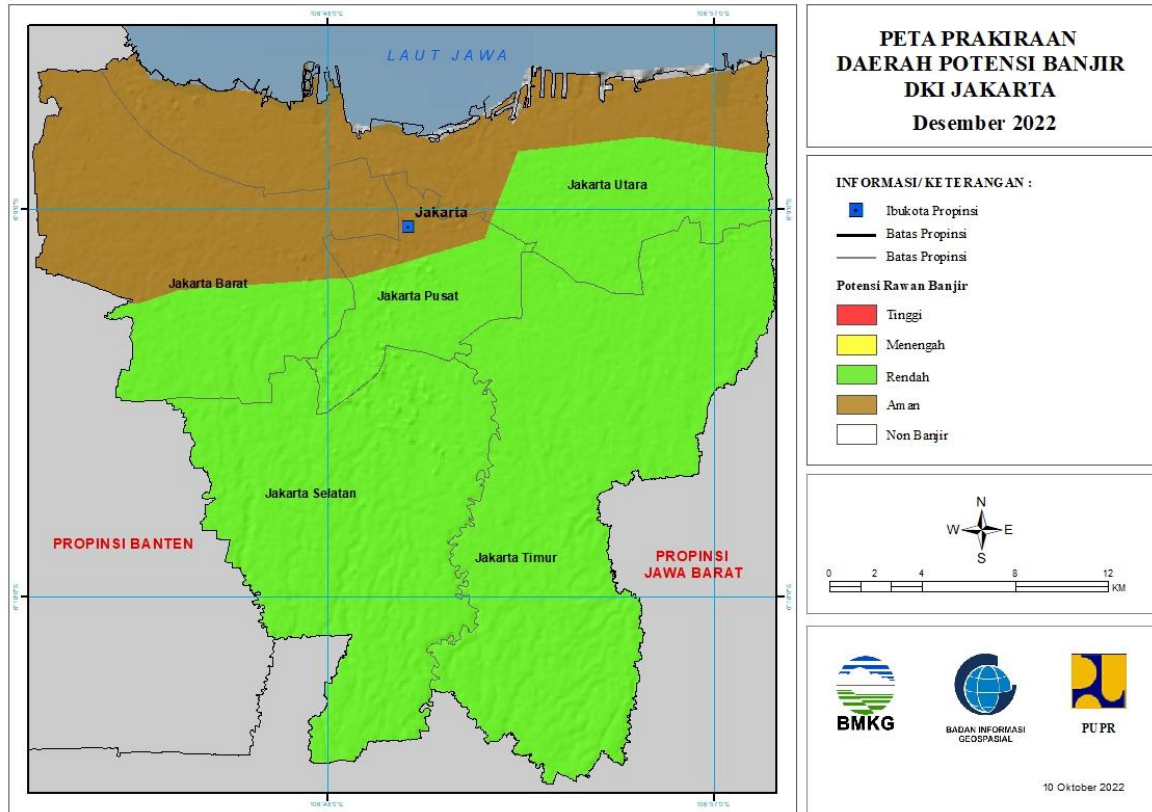 PETA PRAKIRAAN
DAERAH POTENSI BANJIR
DKI JAKARTA
Desember 2022
LAUT JAWA
Jakarta Utara
Jakarta
Jakarta Barat
Jakarta Pusat
Jakarta Selatan
Jakarta Timur
PROPINSI BANTEN
PROPINSI
JAWA BARAT
INFORMASI/KETERANGAN :
Ibukota Propinsi
Batas Propinsi
Batas Propinsi
Potensi Rawan Banjir
Tinggi
Menengah
Rendah
Aman
Non Banjir
N
W E
S
0 2 4 8 12
KM
BMKG
BADAN INFORMASI
GEOSPASIAL
PUPR
10 Oktober 2022